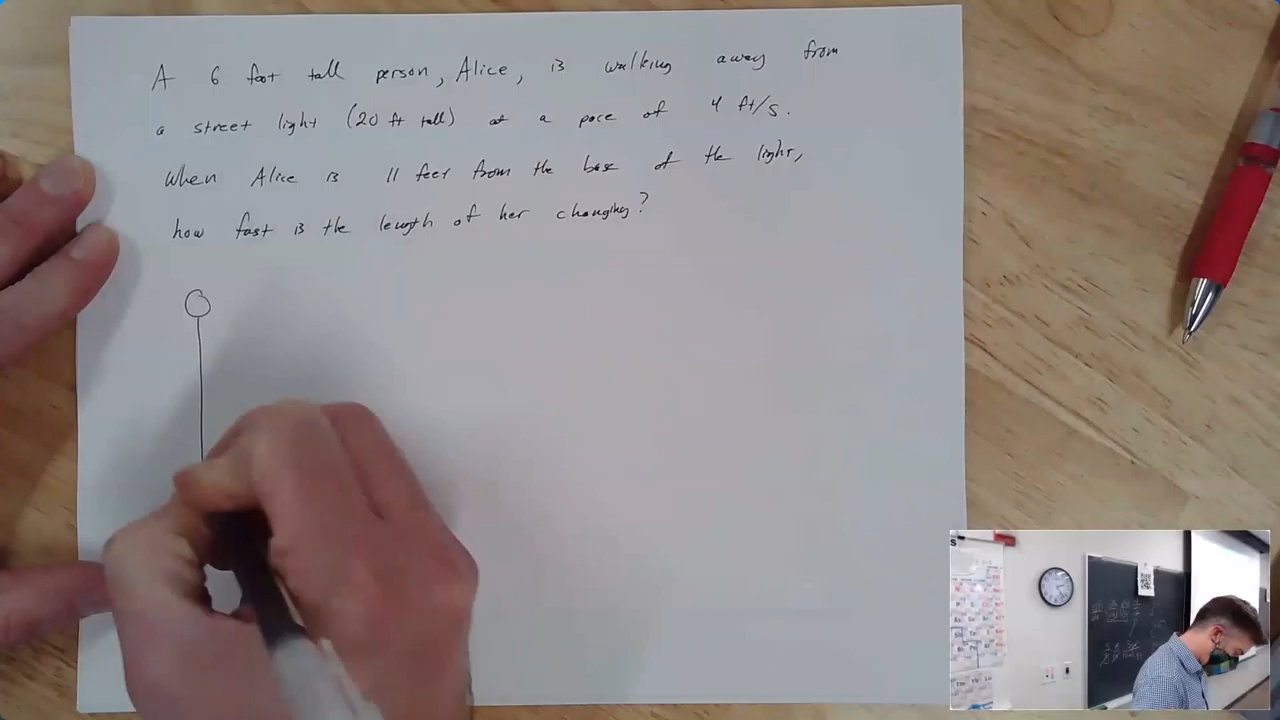 A 6 foot tall person, Alice, is walking away from
a street light (20 ft tall) at a pace of 4 ft/s.
When Alice is 11 feet from the base of the light,
how fast is the length of her changing?